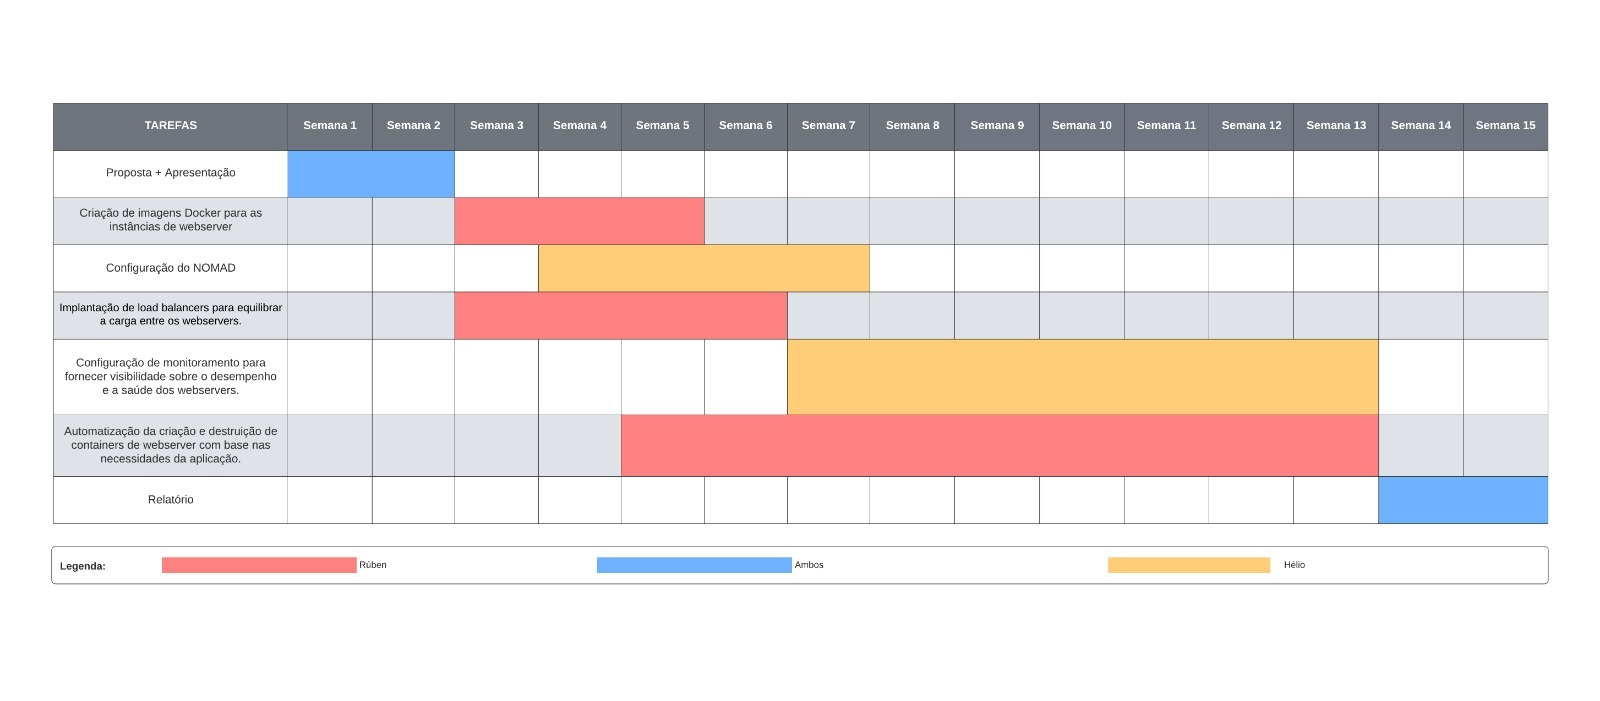 TAREFAS Semana 1 Semana 2 Semana 3 Semana 4 Semana 5 Semana 6 Semana 7 Semana 8 Semana 9 Semana 10 Semana 11 Semana 12 Semana 13 Semana 14 Semana 15
Proposta + Apresentação
Criação de imagens Docker para as
instâncias de webserver
Configuração do NOMAD
Implantação de load balancers para equilibrar
a carga entre os webservers.
Configuração de monitoramento para
fornecer visibilidade sobre o desempenho
e a saúde dos webservers.
Automatização da criação e destruição de
containers de webserver com base nas
necessidades da aplicação.
Relatório
Legenda: Rúben Ambos Hélio